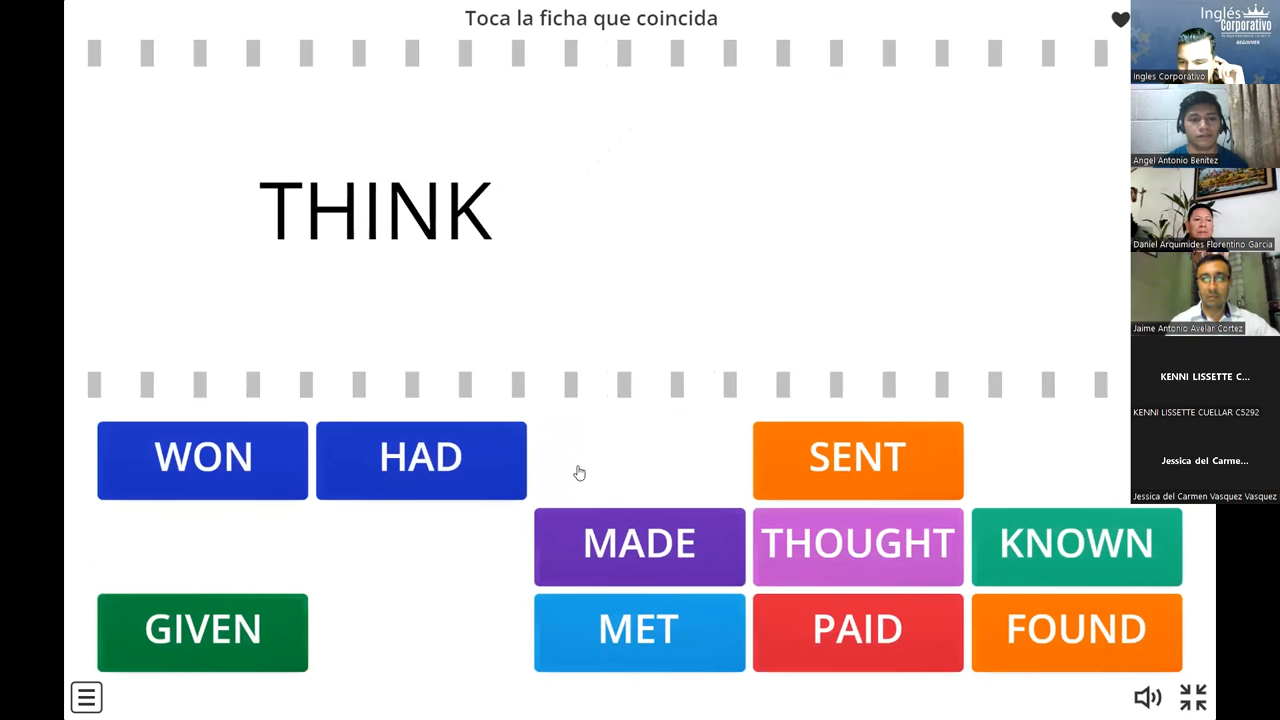 Toca la ficha que coincida
THINK
WON
HAD
SENT
MADE
THOUGHT
KNOWN
GIVEN
MET
PAID
FOUND
Inglés
Corporativo
BEGINNER
Ingles Corporativo
Angel Antonio Benitez
Daniel Arquimides Florentino Garcia
Jaime Antonio Avelar Cortez
KENNI LISSETTE C...
KENNI LISSETTE CUELLAR C5292
Jessica del Carme...
Jessica del Carmen Vasquez Vasquez